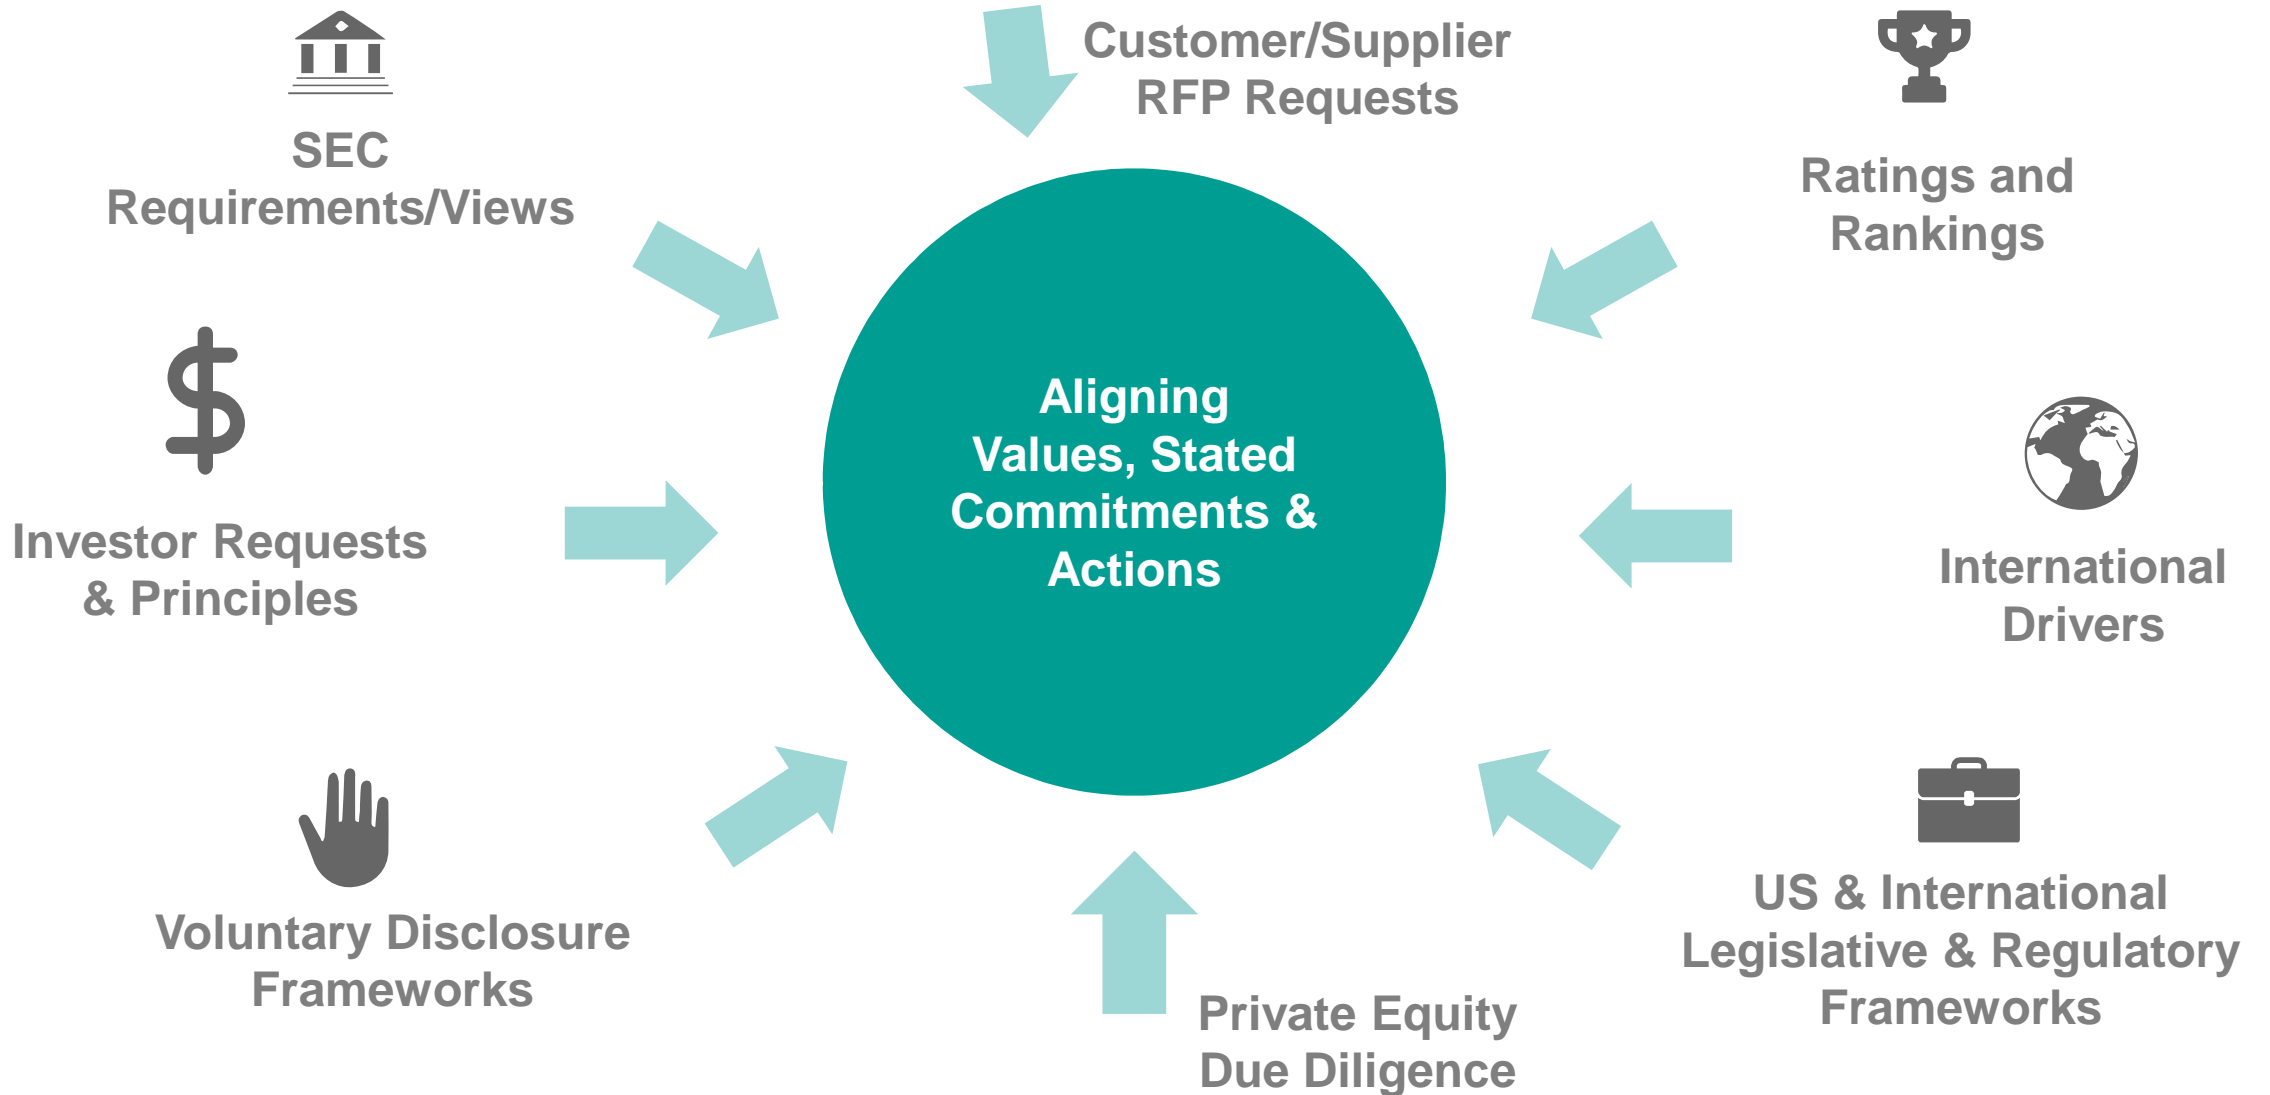 Customer/Supplier
RFP Requests
SEC
Requirements/Views
Ratings and
Rankings
Aligning
Values, Stated
Commitments &
Actions
Investor Requests
& Principles
International
Drivers
Voluntary Disclosure
Frameworks
US & International
Legislative & Regulatory
Frameworks
Private Equity
Due Diligence